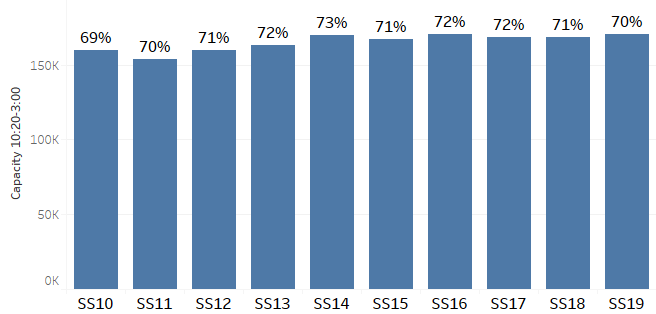 73%
69% 70% 71% 72% 71% 72% 72% 71% 70%
150K
100K
50K
0K
Capacity 10:20-3:00
SS10 SS11 SS12 SS13 SS14 SS15 SS16 SS17 SS18 SS19